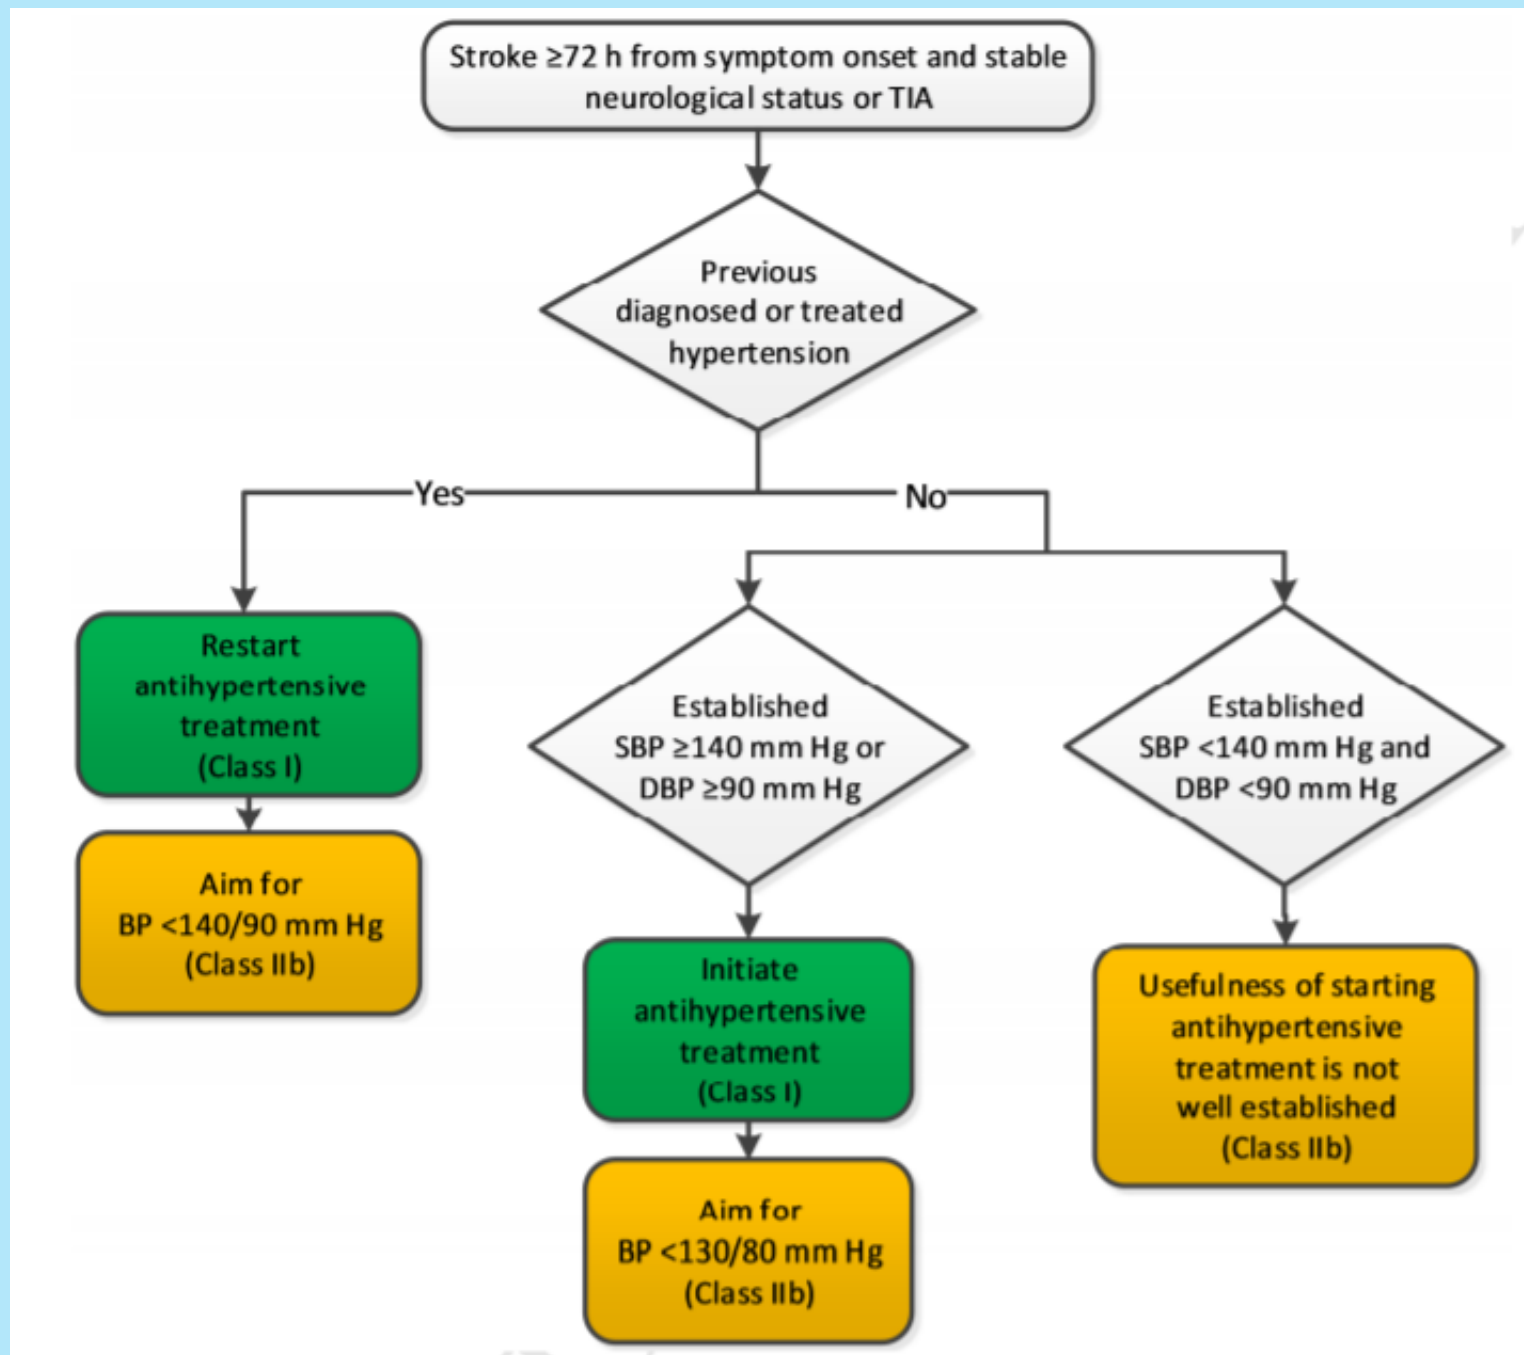 Stroke ≥72 h from symptom onset and stable
neurological status or TIA
Previous
diagnosed or treated
hypertension
Yes
No
Restart
antihypertensive
treatment
(Class I)
Aim for
BP <140/90 mm Hg
(Class IIb)
Established
SBP ≥140 mm Hg or
DBP ≥90 mm Hg
Initiate
antihypertensive
treatment
(Class I)
Aim for
BP <130/80 mm Hg
(Class IIb)
Established
SBP <140 mm Hg and
DBP <90 mm Hg
Usefulness of starting
antihypertensive
treatment is not
well established
(Class IIb)